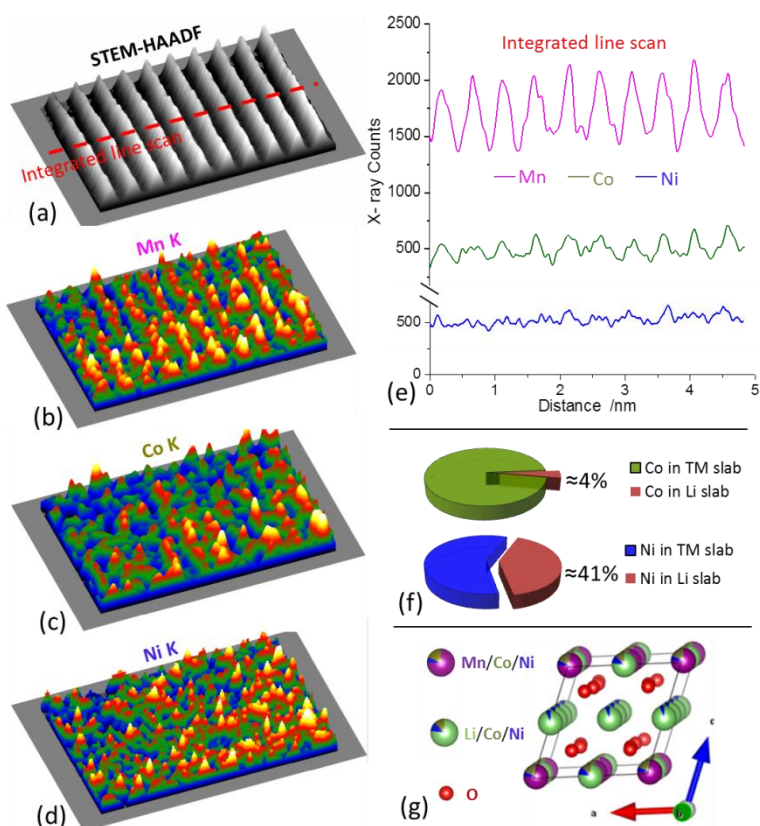 STEM-HAADF
Integrated line scan
(a)
Mn K
(b)
Co K
(c)
Ni K
(d)
2500
2000
1500
1000
500
500
0
X- ray Counts
Integrated line scan
Mn Co Ni
0 1 2 3 4 5
Distance /nm
(e)
≈4%
Co in TM slab
Co in Li slab
≈41%
Ni in TM slab
Ni in Li slab
(f)
Mn/Co/Ni
Li/Co/Ni
O
(g)
a
b
c